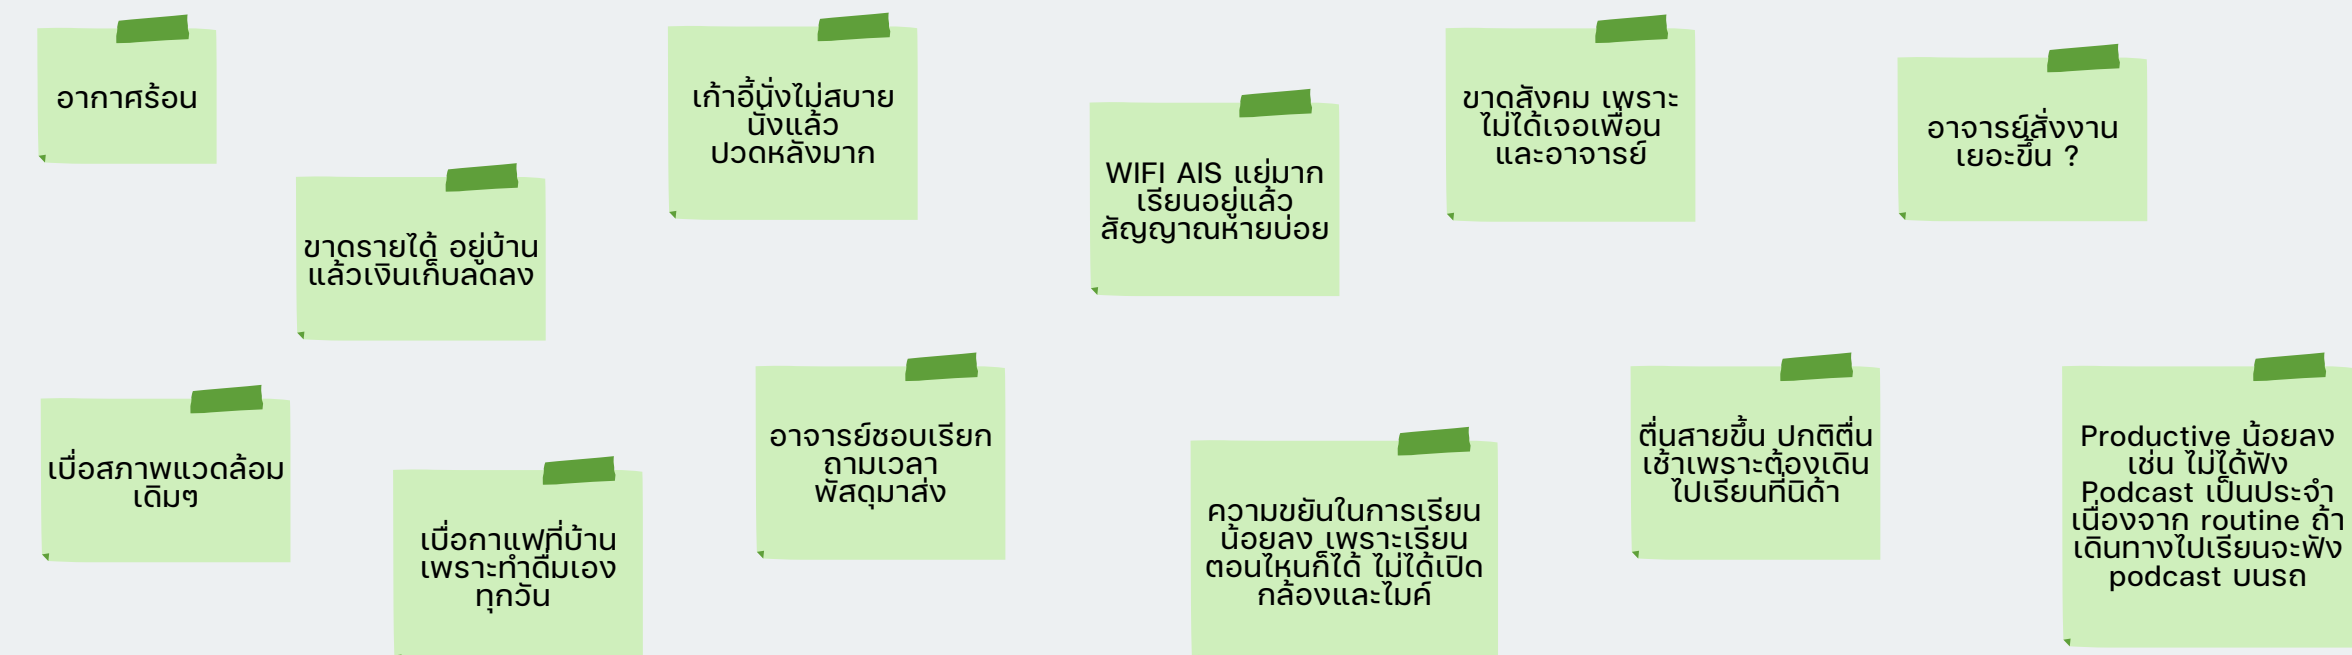 อากาศร้อน
ขาดรายได้ อยู่บ้าน
แล้วเงินเก็บลดลง
เก้าอี้นั่งไม่สบาย
นั่งแล้ว
ปวดหลังมาก
WIFI AIS แย่มาก
เรียนอยู่แล้ว
สัญญาณหายบ่อย
ขาดสังคม เพราะ
ไม่ได้เจอเพื่อน
และอาจารย์
อาจารย์สั่งงาน
เยอะขึ้น ?
เบื่อสภาพแวดล้อม
เดิมๆ
เบื่อกาแฟที่บ้าน
เพราะทำดื่มเอง
ทุกวัน
อาจารย์ชอบเรียก
ถามเวลา
พัสดุมาส่ง
ความขยันในการเรียน
น้อยลง เพราะเรียน
ตอนไหนก็ได้ ไม่ได้เปิด
กล้องและไมค์
ตื่นสายขึ้น ปกติตื่น
เช้าเพราะต้องเดิน
ไปเรียนที่นิด้า
Productive น้อยลง
เช่น ไม่ได้ฟัง
Podcast เป็นประจำ
เนื่องจาก routine ถ้า
เดินทางไปเรียนจะฟัง
podcast บนรถ